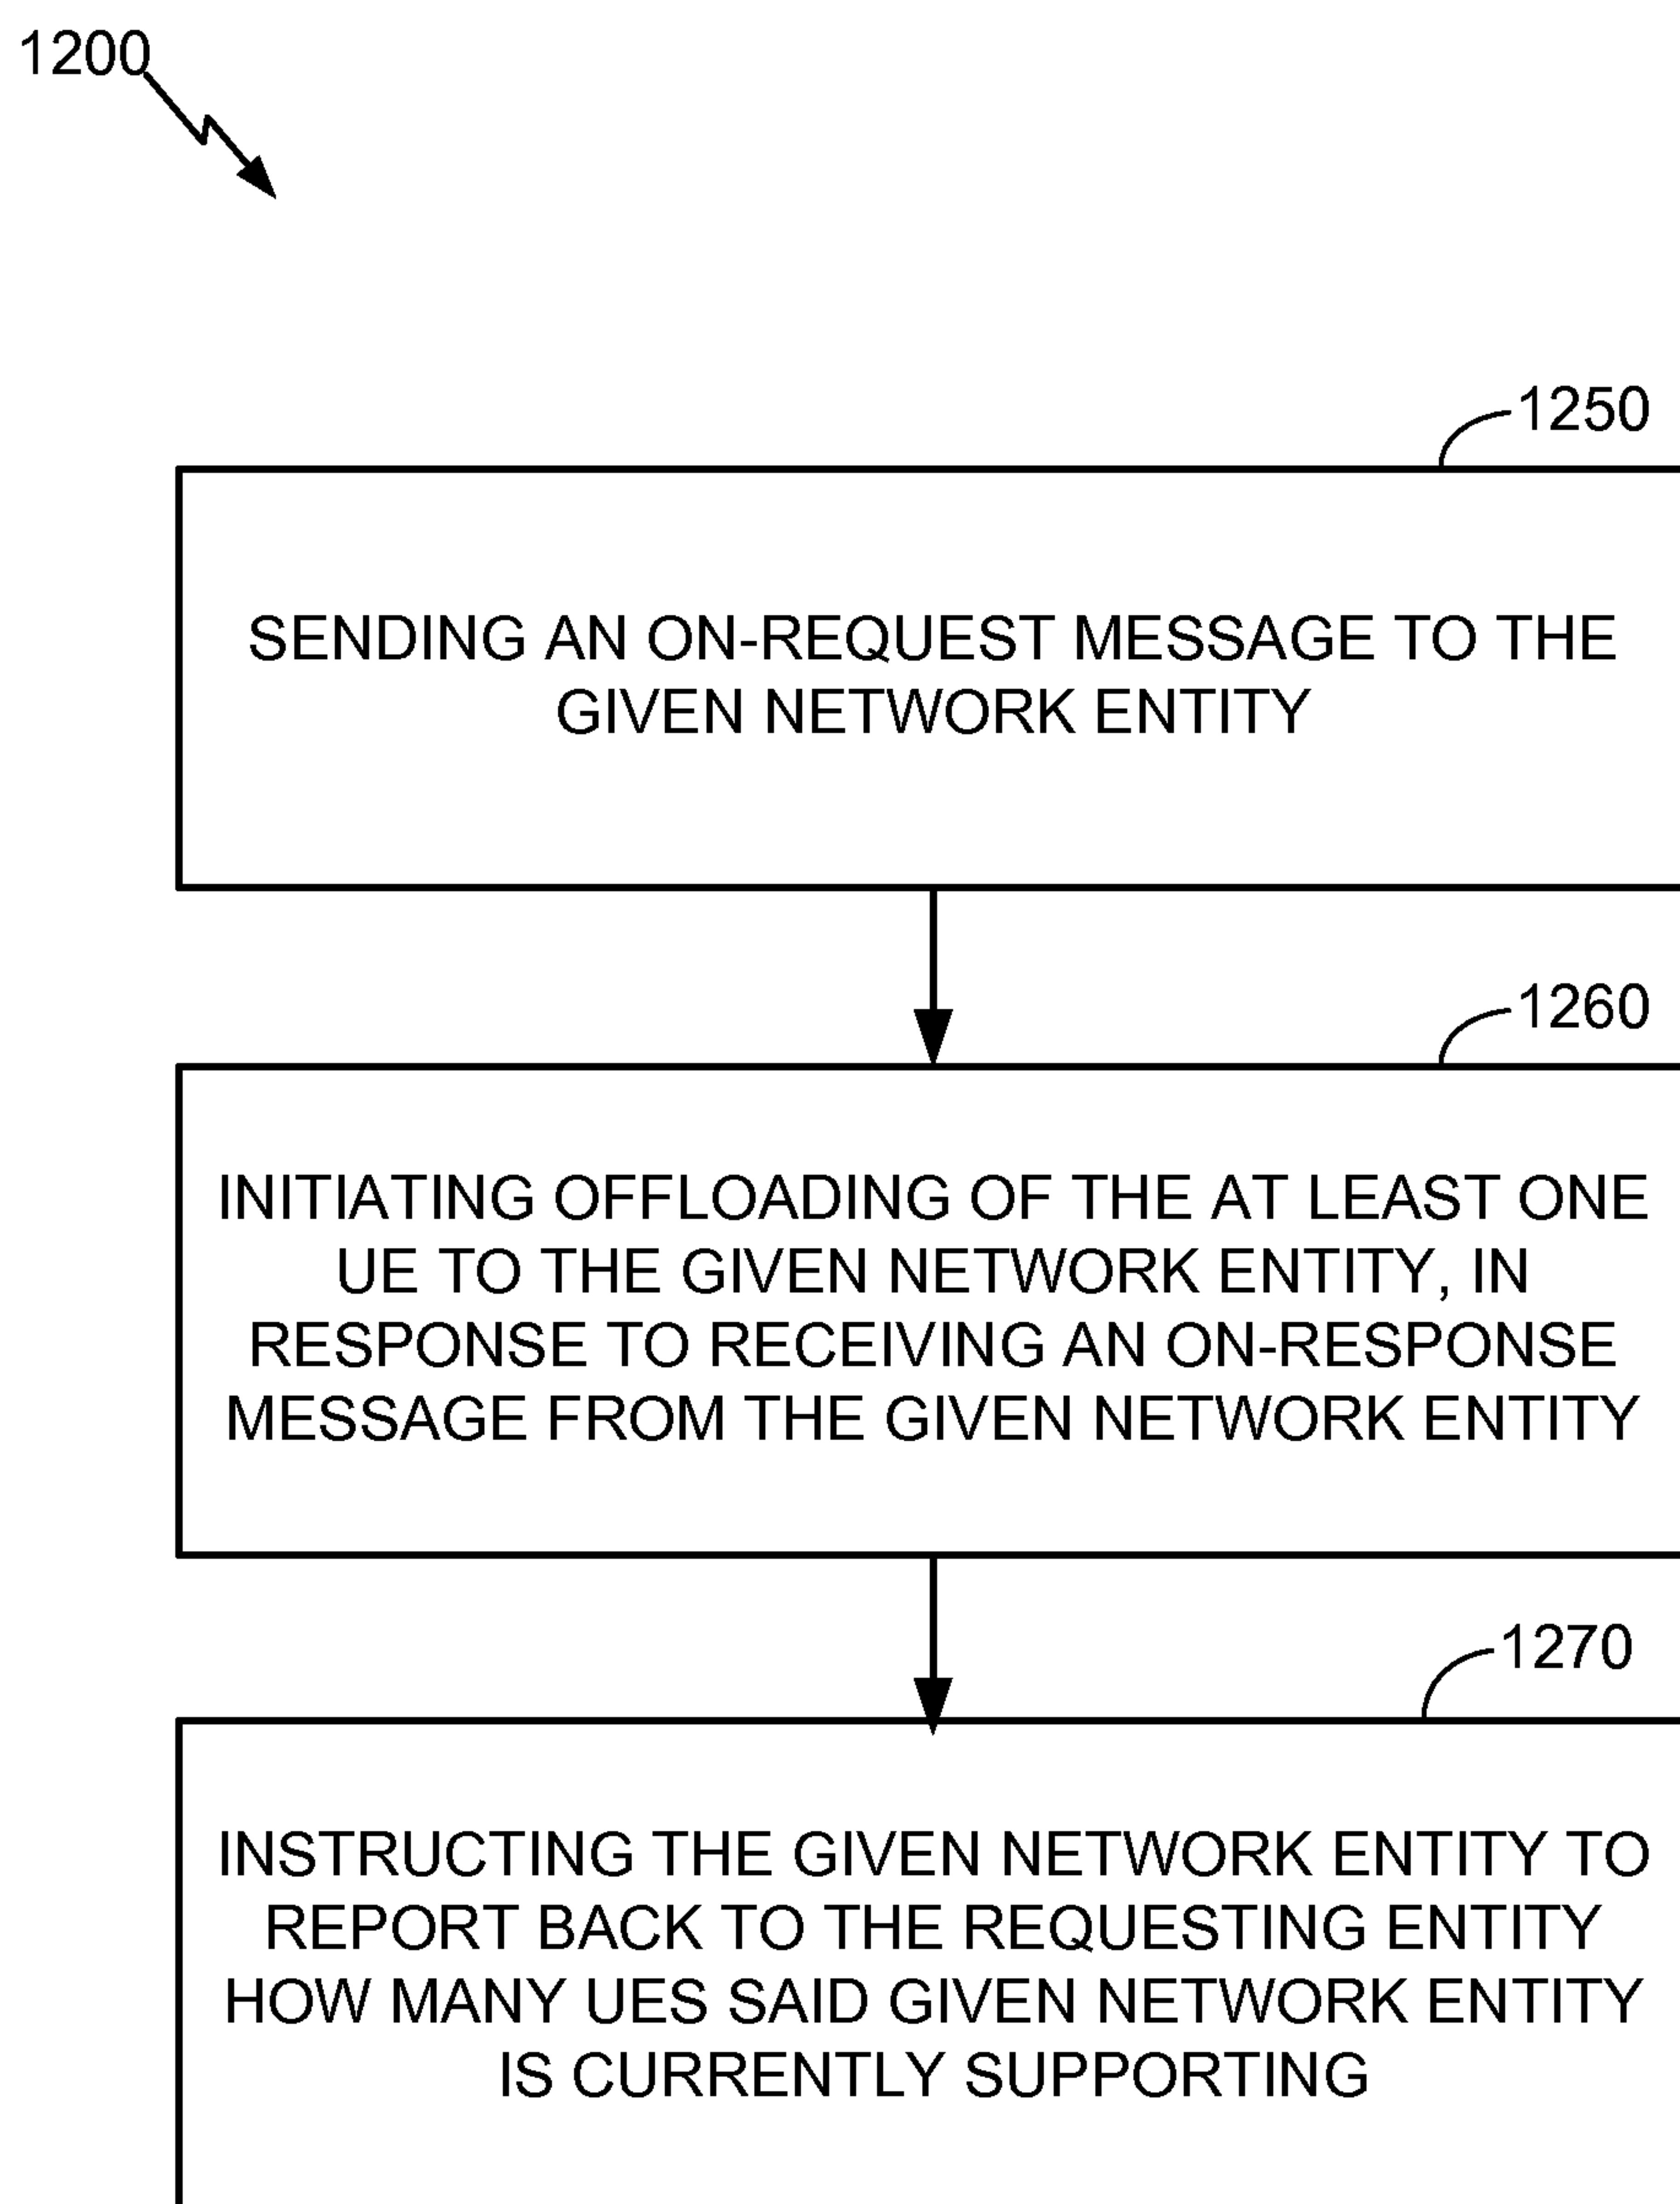 1200
1250
SENDING AN ON-REQUEST MESSAGE TO THE
GIVEN NETWORK ENTITY
1260
INITIATING OFFLOADING OF THE AT LEAST ONE
UE TO THE GIVEN NETWORK ENTITY, IN
RESPONSE TO RECEIVING AN ON-RESPONSE
MESSAGE FROM THE GIVEN NETWORK ENTITY
1270
INSTRUCTING THE GIVEN NETWORK ENTITY TO
REPORT BACK TO THE REQUESTING ENTITY
HOW MANY UES SAID GIVEN NETWORK ENTITY
IS CURRENTLY SUPPORTING